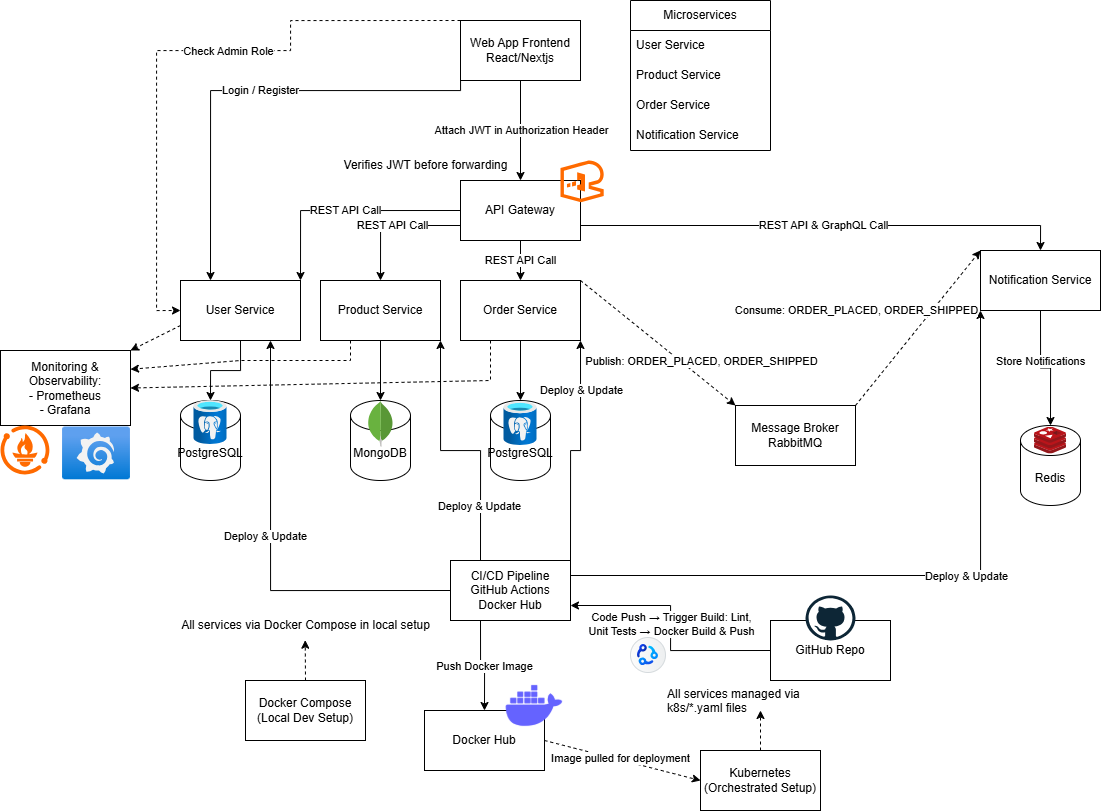 Web App Frontend
React/Nextjs
Microservices
User Service
Product Service
Order Service
Notification Service
Check Admin Role
Login / Register
Attach JWT in Authorization Header
Verifies JWT before forwarding
API Gateway
REST API Call
REST API Call
REST API & GraphQL Call
REST API Call
User Service
Product Service
Order Service
Notification Service
Consume: ORDER_PLACED, ORDER_SHIPPED
Monitoring &
Observability:
- Prometheus
- Grafana
Publish: ORDER_PLACED, ORDER_SHIPPED
Store Notifications
Deploy & Update
Message Broker
RabbitMQ
PostgreSQL
MongoDB
PostgreSQL
Redis
Deploy & Update
Deploy & Update
CI/CD Pipeline
GitHub Actions
Docker Hub
Deploy & Update
Code Push → Trigger Build: Lint,
Unit Tests → Docker Build & Push
All services via Docker Compose in local setup
GitHub Repo
Push Docker Image
All services managed via
k8s/*.yaml files
Docker Compose
(Local Dev Setup)
Docker Hub
Image pulled for deployment
Kubernetes
(Orchestrated Setup)